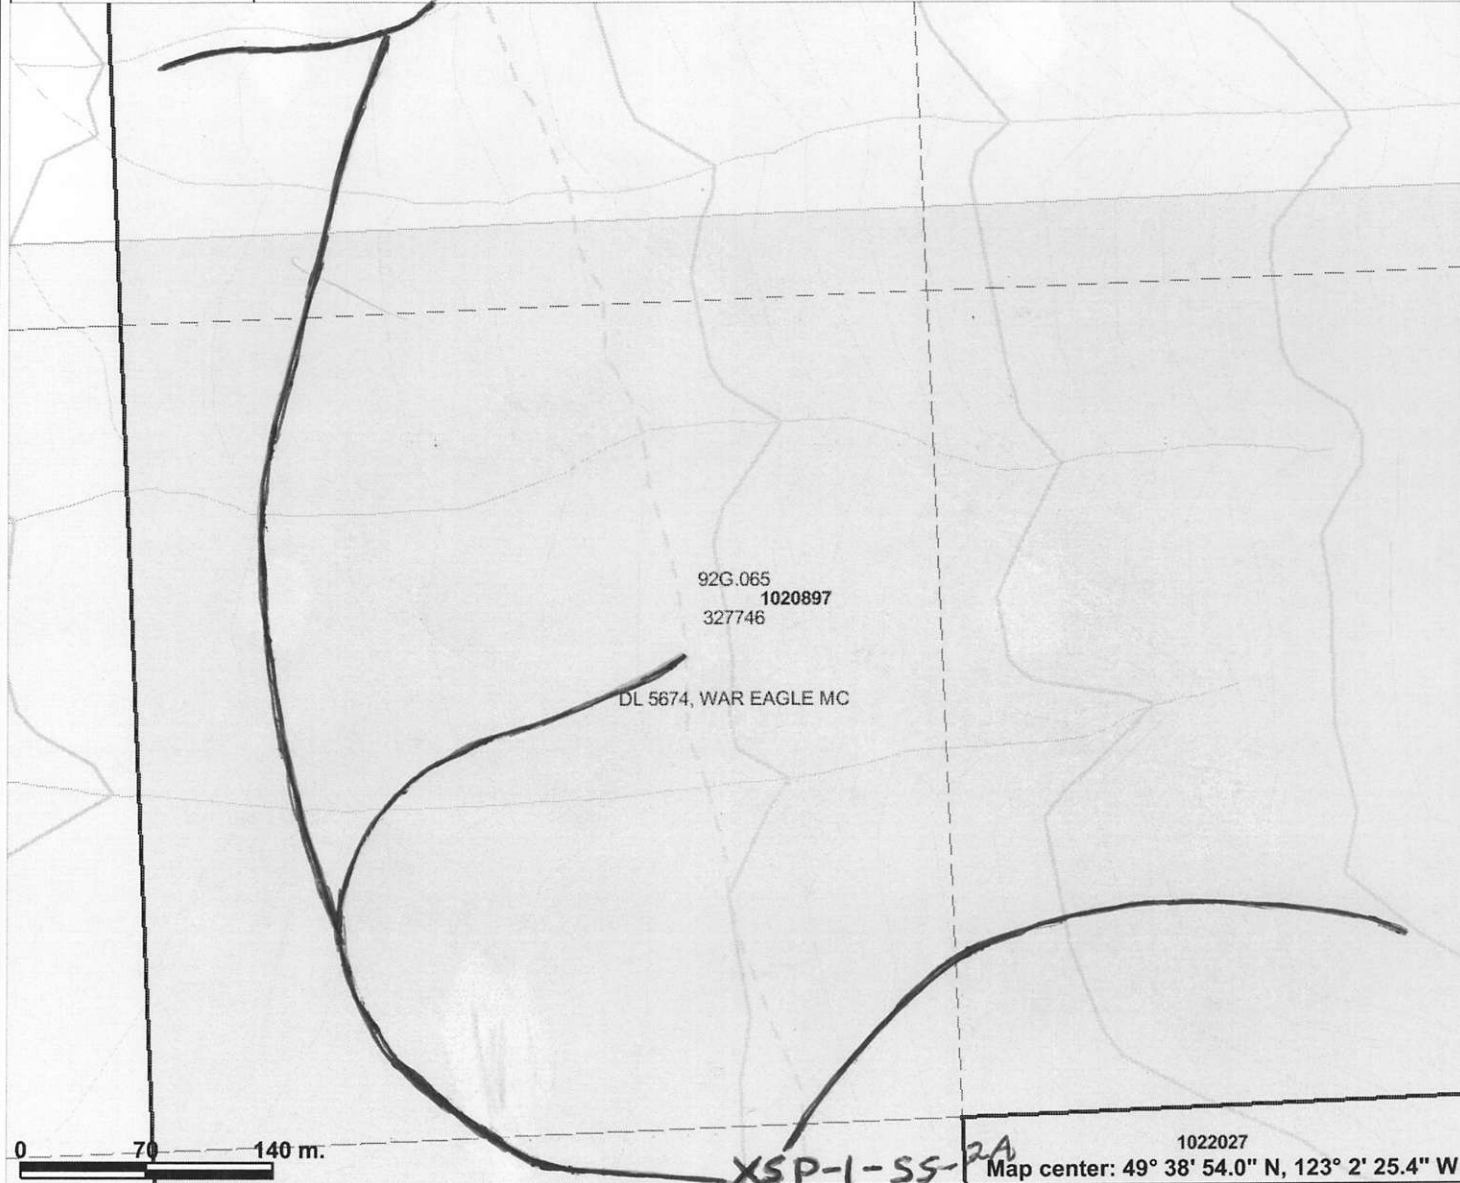 92G.065
1020897
327746
DL 5674, WAR EAGLE MC
0 70 140 m.
1022027
XSP-1-SS-2A
Map center: 49° 38' 54.0" N, 123° 2' 25.4" W